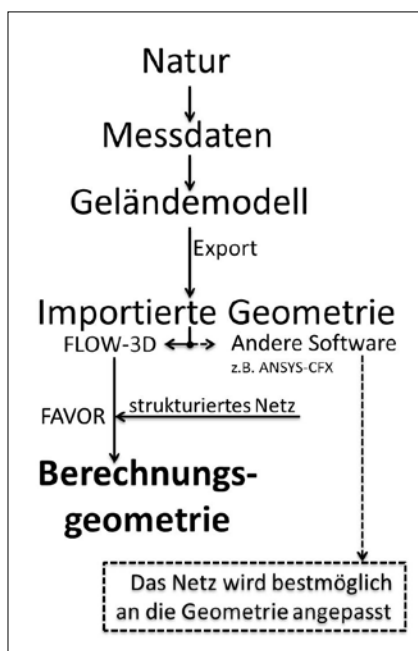 Natur
Messdaten
Geländemodell
Export
Importierte Geometrie
FLOW-3D Andere Software
z.B. ANSYS-CFX
FAVOR strukturiertes Netz
Berechnungs-
geometrie
Das Netz wird bestmöglich
an die Geometrie angepasst